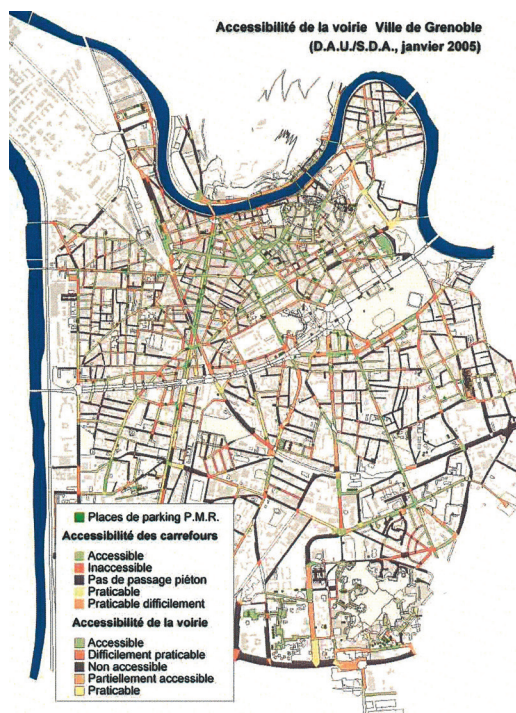 Accessibilité de la voirie Ville de Grenoble
(D.A.U./S.D.A., janvier 2005)
Places de parking P.M.R.
Accessibilité des carrefours
Accessible
Inaccessible
Pas de passage piéton
Praticable
Praticable difficilement
Accessibilité de la voirie
Accessible
Difficilement praticable
Non accessible
Partiellement accessible
Praticable